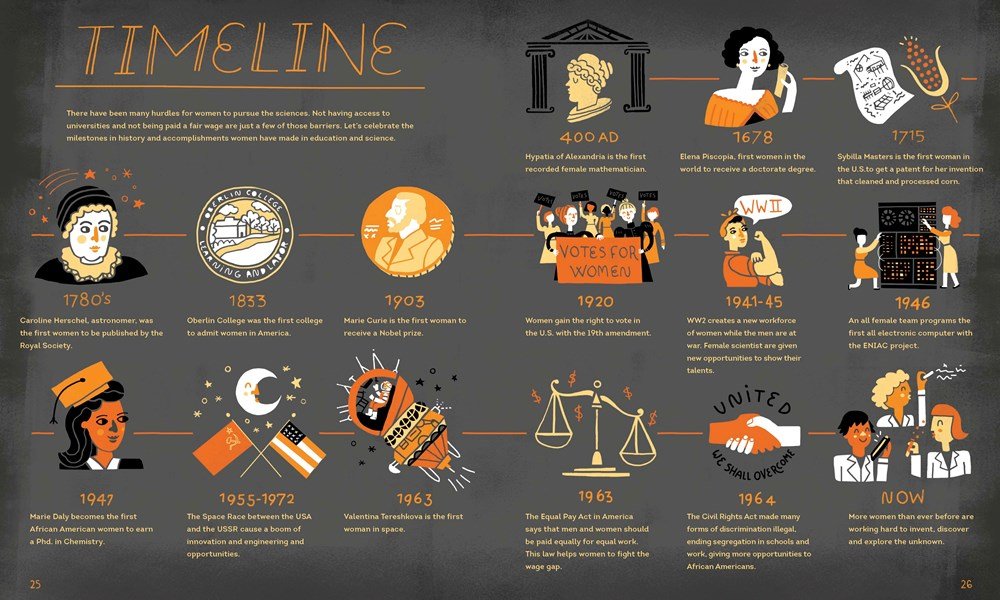 TIMELINE
There have been many hurdles for women to pursue the sciences. Not having access to
universities and not being paid a fair wage are just a few of those barriers. Let's celebrate the
milestones in history and accomplishments women have made in education and science.
400 AD
Hypatia of Alexandria is the first
recorded female mathematician.
1678
Elena Piscopia, first women in the
world to receive a doctorate degree.
1715
Sybilla Masters is the first woman in
the U.S.to get a patent for her invention
that cleaned and processed corn.
1780's
Caroline Herschel, astronomer, was
the first women to be published by the
Royal Society.
OBERLIN COLLEGE
LEARNING AND LABOR
1833
Oberlin College was the first college
to admit women in America.
1903
Marie Curie is the first woman to
receive a Nobel prize.
VOTE!
VOTE
VOTES
VOTES
VOTES FOR
WOMEN
1920
Women gain the right to vote in
the U.S. with the 19th amendment.
WWII
1941-45
WW2 creates a new workforce
of women while the men are at
war. Female scientist are given
new opportunities to show their
talents.
1946
An all female team programs the
first all electronic computer with
the ENIAC project.
1947
Marie Daly becomes the first
African American women to earn
a Phd. in Chemistry.
1955-1972
The Space Race between the USA
and the USSR cause a boom of
innovation and engineering and
opportunities.
1963
Valentina Tereshkova is the first
woman in space.
$ $ $ $ $
1963
The Equal Pay Act in America
says that men and women should
be paid equally for equal work.
This law helps women to fight the
wage gap.
UNITED
WE SHALL OVERCOME
1964
The Civil Rights Act made many
forms of discrimination illegal,
ending segregation in schools and
work, giving more opportunities to
African Americans.
NOW
More women than ever before are
working hard to invent, discover
and explore the unknown.
25
26